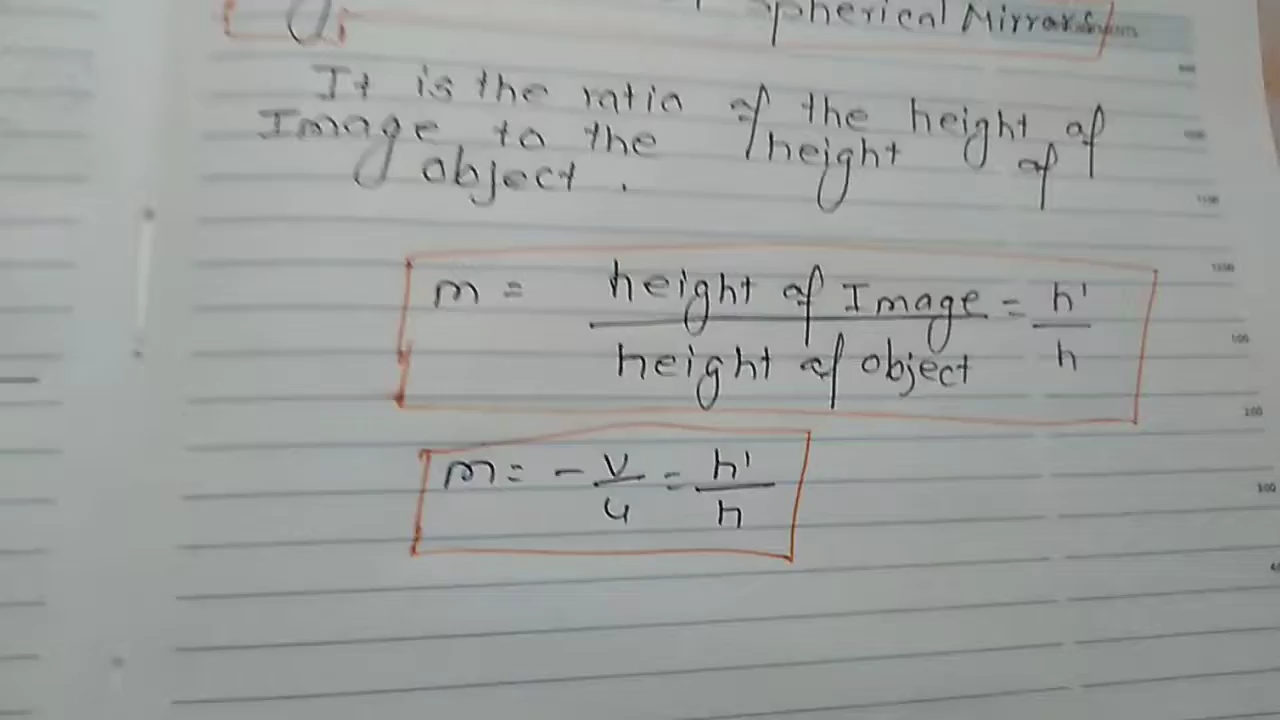 Spherical Mirrors
It is the ratio of the height of
Image to the height of
object.
m = height of Image = h'
height of object h
m = - v = h'
u h